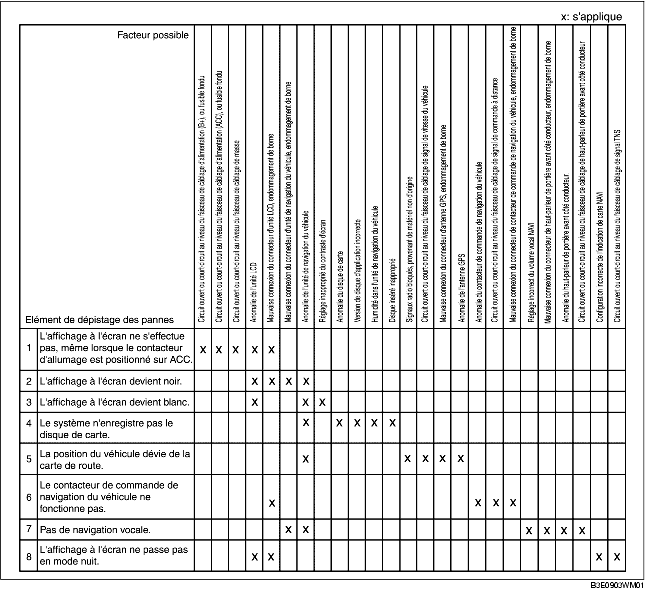 x: s'applique
Facteur possible
Circuit ouvert ou court-circuit au niveau du faisceau de câblage d'alimentation (B+), ou fusible fondu
Circuit ouvert ou court-circuit au niveau du faisceau de câblage d'alimentation (ACC), ou fusible fondu
Circuit ouvert ou court-circuit au niveau du faisceau de câblage de masse
Anomalie de l'unité LCD
Mauvaise connexion du connecteur d'unité LCD, endommagement de borne
Mauvaise connexion du connecteur d'unité de navigation du véhicule, endommagement de borne
Anomalie de l'unité de navigation du véhicule
Réglage inapproprié du contraste d'écran
Anomalie du disque de carte
Version de disque d'application incorrecte
Humidité dans l'unité de navigation du véhicule
Disque inséré inapproprié
Signaux radio bloqués, provenant de matériel non d'origine
Circuit ouvert ou court-circuit au niveau du faisceau de câblage de signal de vitesse du véhicule
Mauvaise connexion du connecteur d'antenne GPS, endommagement de borne
Anomalie de l'antenne GPS
Anomalie du contacteur de commande de navigation du véhicule
Circuit ouvert ou court-circuit au niveau du faisceau de câblage de signal de commande à distance
Mauvaise connexion du connecteur de contacteur de commande de navigation du véhicule, endommagement de borne
Réglage incorrect du volume vocal NAVI
Mauvaise connexion du connecteur de haut-parleur de portière avant côté conducteur, endommagement de borne
Anomalie du haut-parleur de portière avant côté conducteur
Circuit ouvert ou court-circuit au niveau du faisceau de câblage de haut-parleur de portière avant côté conducteur
Configuration incorrecte de l'indication de carte NAVI
Circuit ouvert ou court-circuit au niveau du faisceau de câblage de signal TNS
Elément de dépistage des pannes
1 L'affichage à l'écran ne s'effectue
pas, même lorsque le contacteur
d'allumage est positionné sur ACC. X X X X X
2 L'affichage à l'écran devient noir. X X X X
3 L'affichage à l'écran devient blanc. X X X
4 Le système n'enregistre pas le
disque de carte. X X X X X
5 La position du véhicule dévie de la
carte de route. X X X X X
6 Le contacteur de commande de
navigation du véhicule ne
fonctionne pas. X X X X
7 Pas de navigation vocale. X X X X X X
8 L'affichage à l'écran ne passe pas
en mode nuit. X X X X
B3E0903WM01